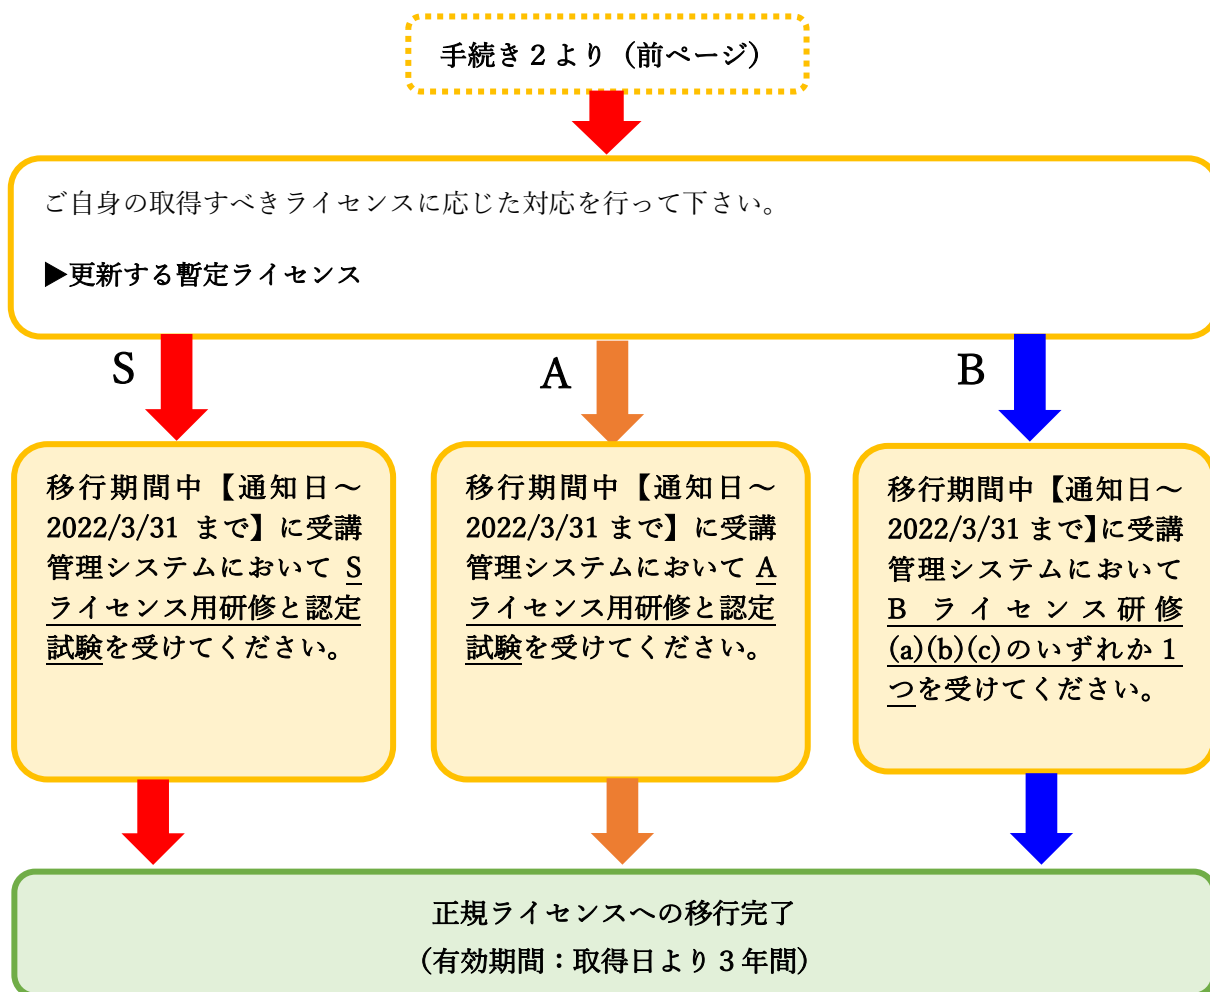 手続き２より（前ページ）
ご自身の取得すべきライセンスに応じた対応を行って下さい。
▶更新する暫定ライセンス
S
A
B
移行期間中【通知日～
2022/3/31 まで】に受講
管理システムにおいて S
ライセンス用研修と認定
試験を受けてください。
移行期間中【通知日～
2022/3/31 まで】に受講
管理システムにおいて A
ライセンス用研修と認定
試験を受けてください。
移行期間中【通知日～
2022/3/31 まで】に受講
管理システムにおいて
B ライセンス研修
(a)(b)(c)のいずれか 1
つを受けてください。
正規ライセンスへの移行完了
（有効期間：取得日より 3 年間）